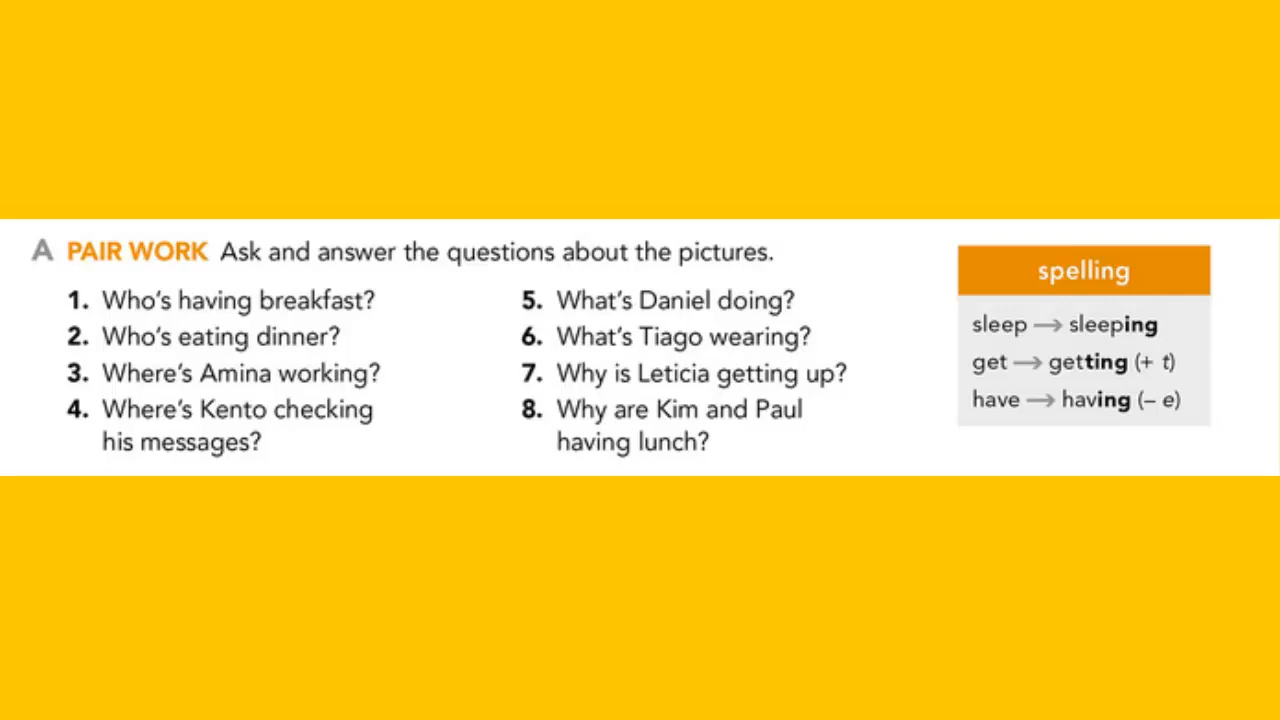 A PAIR WORK Ask and answer the questions about the pictures.
1. Who's having breakfast?
2. Who's eating dinner?
3. Where's Amina working?
4. Where's Kento checking
his messages?
5. What's Daniel doing?
6. What's Tiago wearing?
7. Why is Leticia getting up?
8. Why are Kim and Paul
having lunch?
spelling
sleep → sleeping
get → getting (+ t)
have → having (– e)